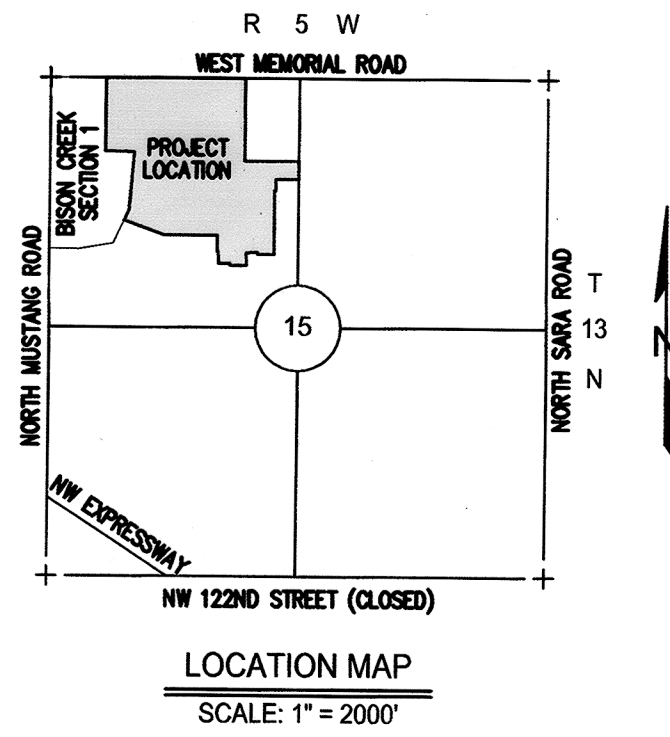 R 5 W
WEST MEMORIAL ROAD
BISON CREEK
SECTION 1
PROJECT
LOCATION
NORTH MUSTANG ROAD
15
NORTH SARA ROAD
T
13
N
N
NW EXPRESSWAY
NW 122ND STREET (CLOSED)
LOCATION MAP
SCALE: 1" = 2000'